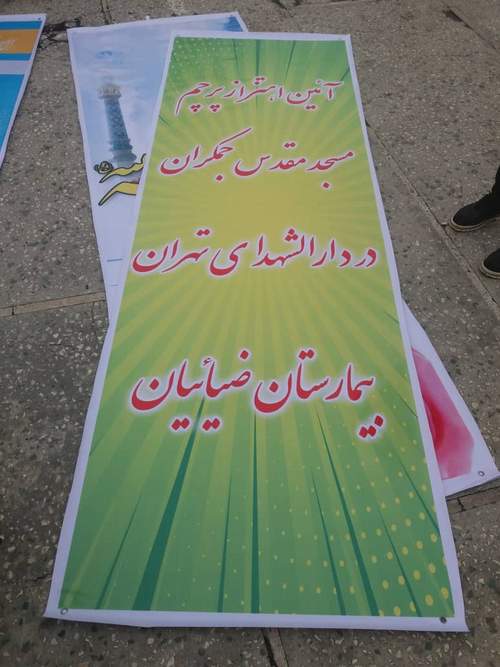 آئین اهتزاز پرچم
مسجد مقدس جمکران
در دارالشهدای تهران
بیمارستان ضیائیان